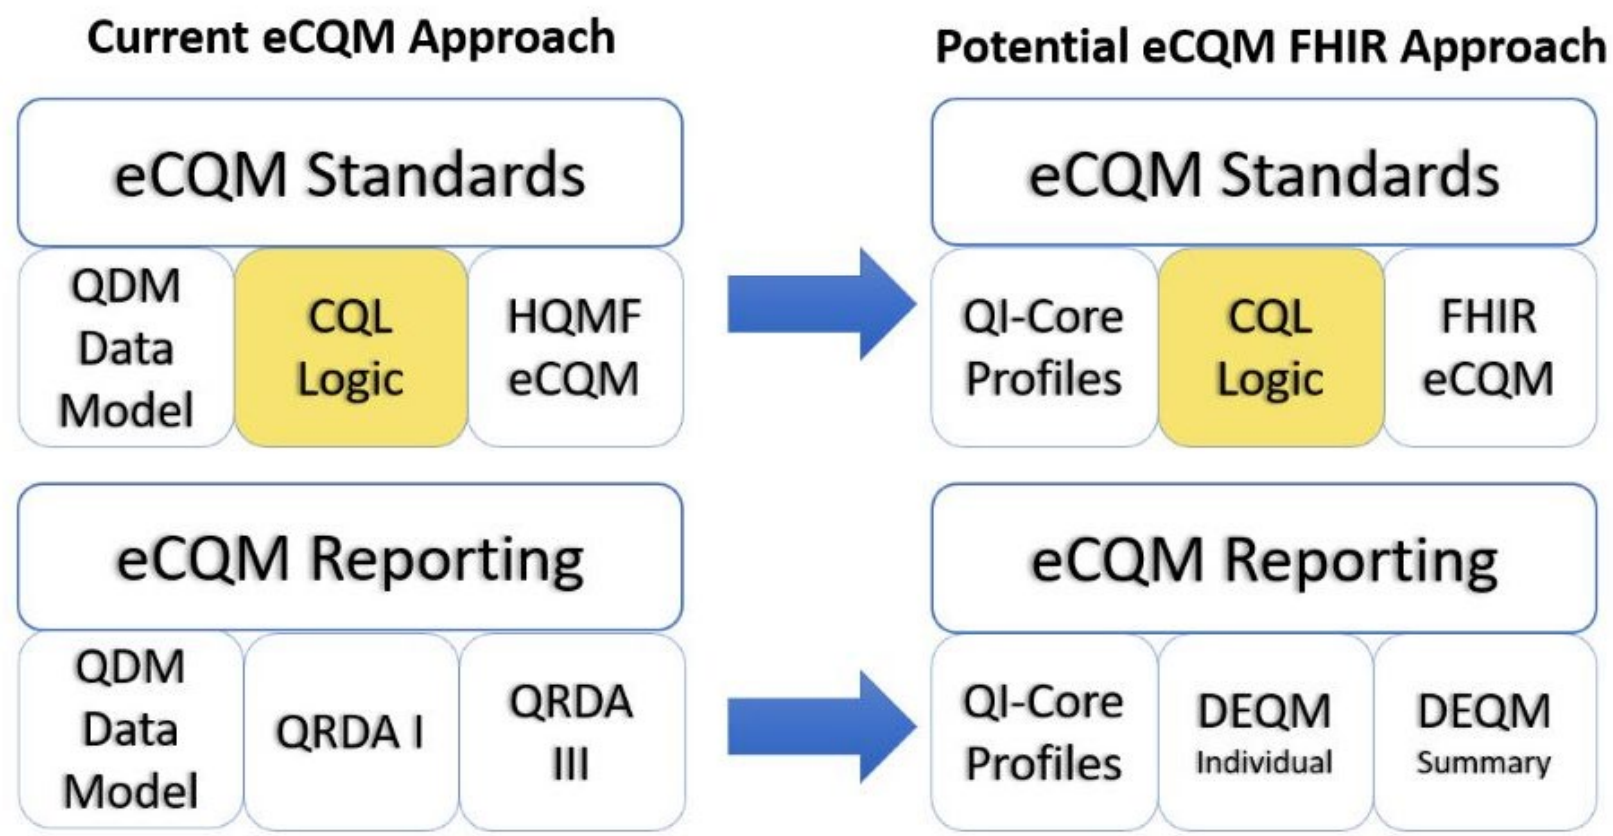 Current eCQM Approach
Potential eCQM FHIR Approach
eCQM Standards
QDM
Data
Model
CQL
Logic
HQMF
eCQM
eCQM Standards
QI-Core
Profiles
CQL
Logic
FHIR
eCQM
eCQM Reporting
QDM
Data
Model
QRDA I
QRDA
III
eCQM Reporting
QI-Core
Profiles
DEQM
Individual
DEQM
Summary